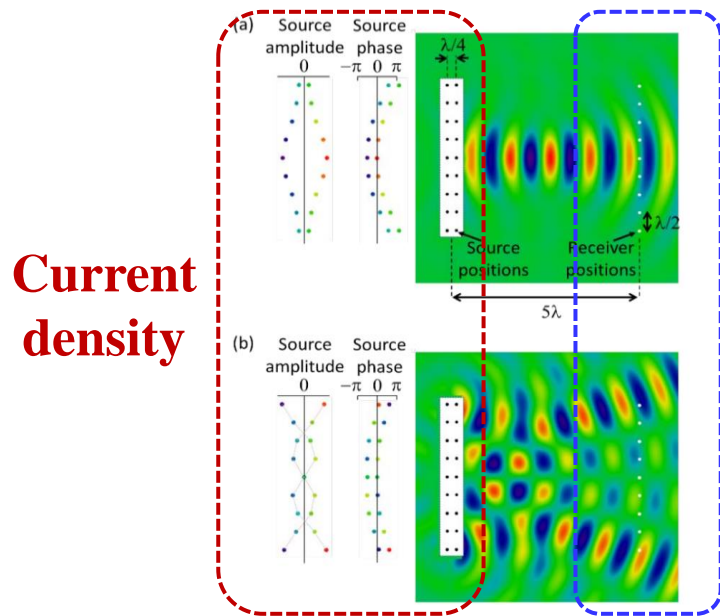 Current
density
(a)
Source
amplitude
0
Source
phase
−π 0 π
λ/4
λ/2
Source
positions
Receiver
positions
5λ
(b)
Source
amplitude
0
Source
phase
−π 0 π